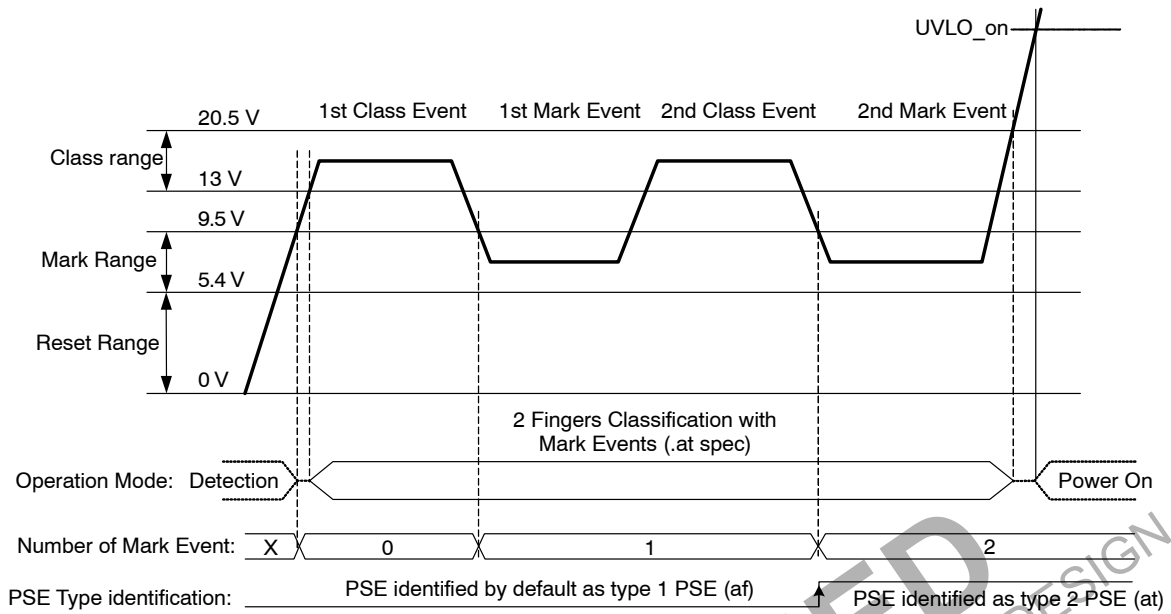 UVLO_on
1st Class Event 1st Mark Event 2nd Class Event 2nd Mark Event
20.5 V
Class range
13 V
9.5 V
Mark Range
5.4 V
Reset Range
0 V
2 Fingers Classification with
Mark Events (.at spec)
Operation Mode: Detection Power On
Number of Mark Event: X 0 1 2
PSE Type identification: PSE identified by default as type 1 PSE (af) PSE identified as type 2 PSE (at)
ED
DESIGN